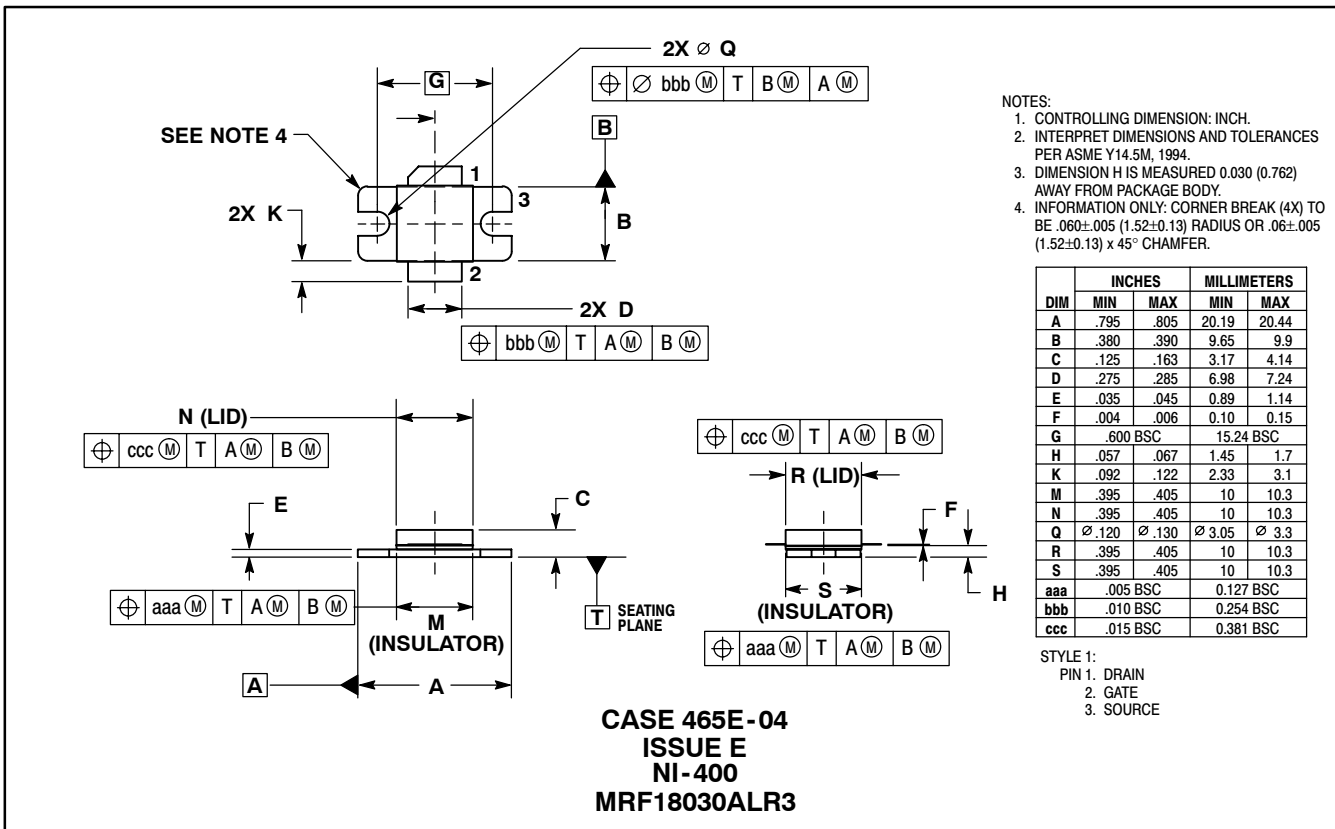 2X ⌀ Q
⌖ ⌀ bbb Ⓜ T B Ⓜ A Ⓜ
G
B
SEE NOTE 4
1
3
2X K
B
2
2X D
⌖ bbb Ⓜ T A Ⓜ B Ⓜ
N (LID)
⌖ ccc Ⓜ T A Ⓜ B Ⓜ
E
C
⌖ aaa Ⓜ T A Ⓜ B Ⓜ
M
(INSULATOR)
T SEATING
PLANE
A
A
⌖ ccc Ⓜ T A Ⓜ B Ⓜ
R (LID)
F
H
S
(INSULATOR)
⌖ aaa Ⓜ T A Ⓜ B Ⓜ
NOTES:
1. CONTROLLING DIMENSION: INCH.
2. INTERPRET DIMENSIONS AND TOLERANCES
PER ASME Y14.5M, 1994.
3. DIMENSION H IS MEASURED 0.030 (0.762)
AWAY FROM PACKAGE BODY.
4. INFORMATION ONLY: CORNER BREAK (4X) TO
BE .060±.005 (1.52±0.13) RADIUS OR .06±.005
(1.52±0.13) x 45° CHAMFER.
INCHES MILLIMETERS
DIM MIN MAX MIN MAX
A .795 .805 20.19 20.44
B .380 .390 9.65 9.9
C .125 .163 3.17 4.14
D .275 .285 6.98 7.24
E .035 .045 0.89 1.14
F .004 .006 0.10 0.15
G .600 BSC 15.24 BSC
H .057 .067 1.45 1.7
K .092 .122 2.33 3.1
M .395 .405 10 10.3
N .395 .405 10 10.3
Q ⌀ .120 ⌀ .130 ⌀ 3.05 ⌀ 3.3
R .395 .405 10 10.3
S .395 .405 10 10.3
aaa .005 BSC 0.127 BSC
bbb .010 BSC 0.254 BSC
ccc .015 BSC 0.381 BSC
STYLE 1:
PIN 1. DRAIN
2. GATE
3. SOURCE
CASE 465E-04
ISSUE E
NI-400
MRF18030ALR3